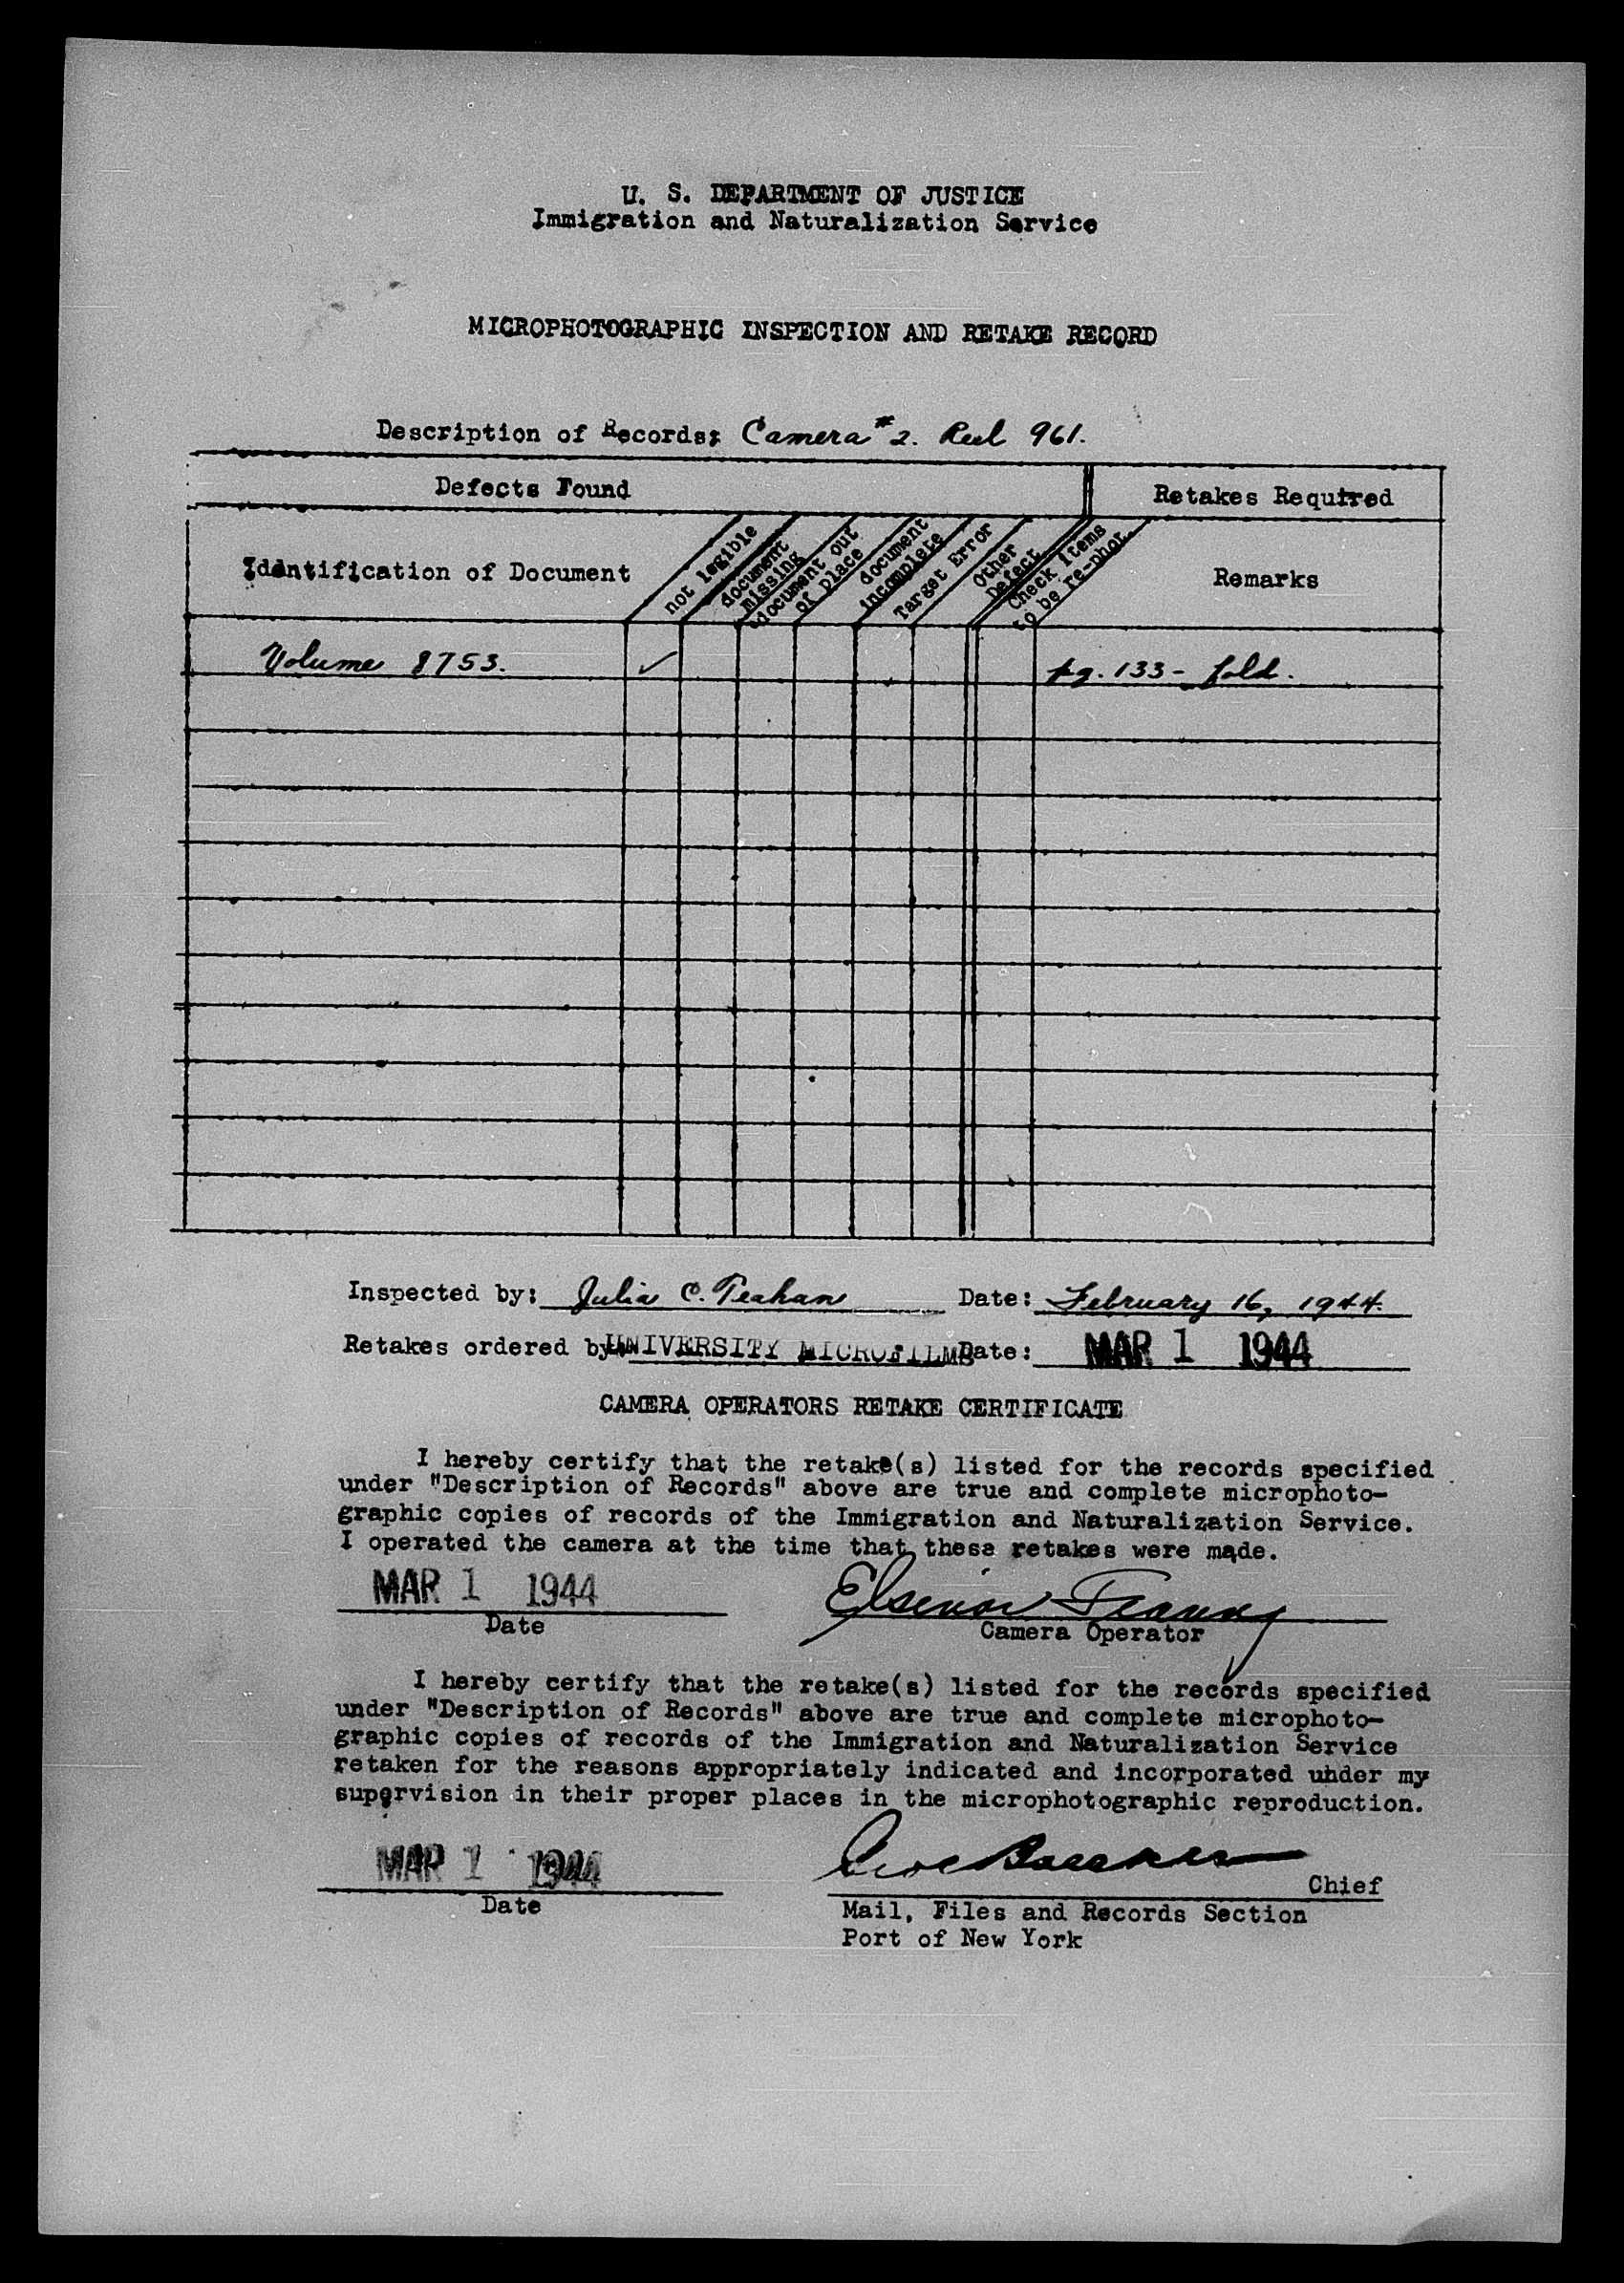 U. S. DEPARTMENT OF JUSTICE
Immigration and Naturalization Service
MICROPHOTOGRAPHIC INSPECTION AND RETAKE RECORD
Description of Records: Camera #2. Reel 961.
Defects Found
Retakes Required
Identification of Document
not legible
document missing
document out of place
document incomplete
Target Error
Other Defect
Check Items to be re-phot.
Remarks
Volume 8753. ✓ pg. 133 - fold.
Inspected by: Julia C. Teahan Date: February 16, 1944.
Retakes ordered by: UNIVERSITY MICROFILMS Date: MAR 1 1944
CAMERA OPERATORS RETAKE CERTIFICATE
I hereby certify that the retake(s) listed for the records specified
under "Description of Records" above are true and complete microphoto-
graphic copies of records of the Immigration and Naturalization Service.
I operated the camera at the time that these retakes were made.
MAR 1 1944
Date
Camera Operator
I hereby certify that the retake(s) listed for the records specified
under "Description of Records" above are true and complete microphoto-
graphic copies of records of the Immigration and Naturalization Service
retaken for the reasons appropriately indicated and incorporated under my
supervision in their proper places in the microphotographic reproduction.
MAR 1 1944
Chief
Date
Mail, Files and Records Section
Port of New York